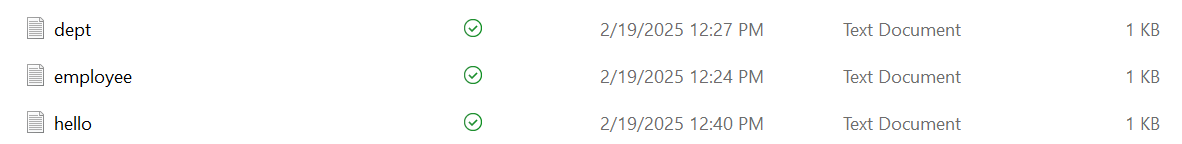 dept 2/19/2025 12:27 PM Text Document 1 KB
employee 2/19/2025 12:24 PM Text Document 1 KB
hello 2/19/2025 12:40 PM Text Document 1 KB